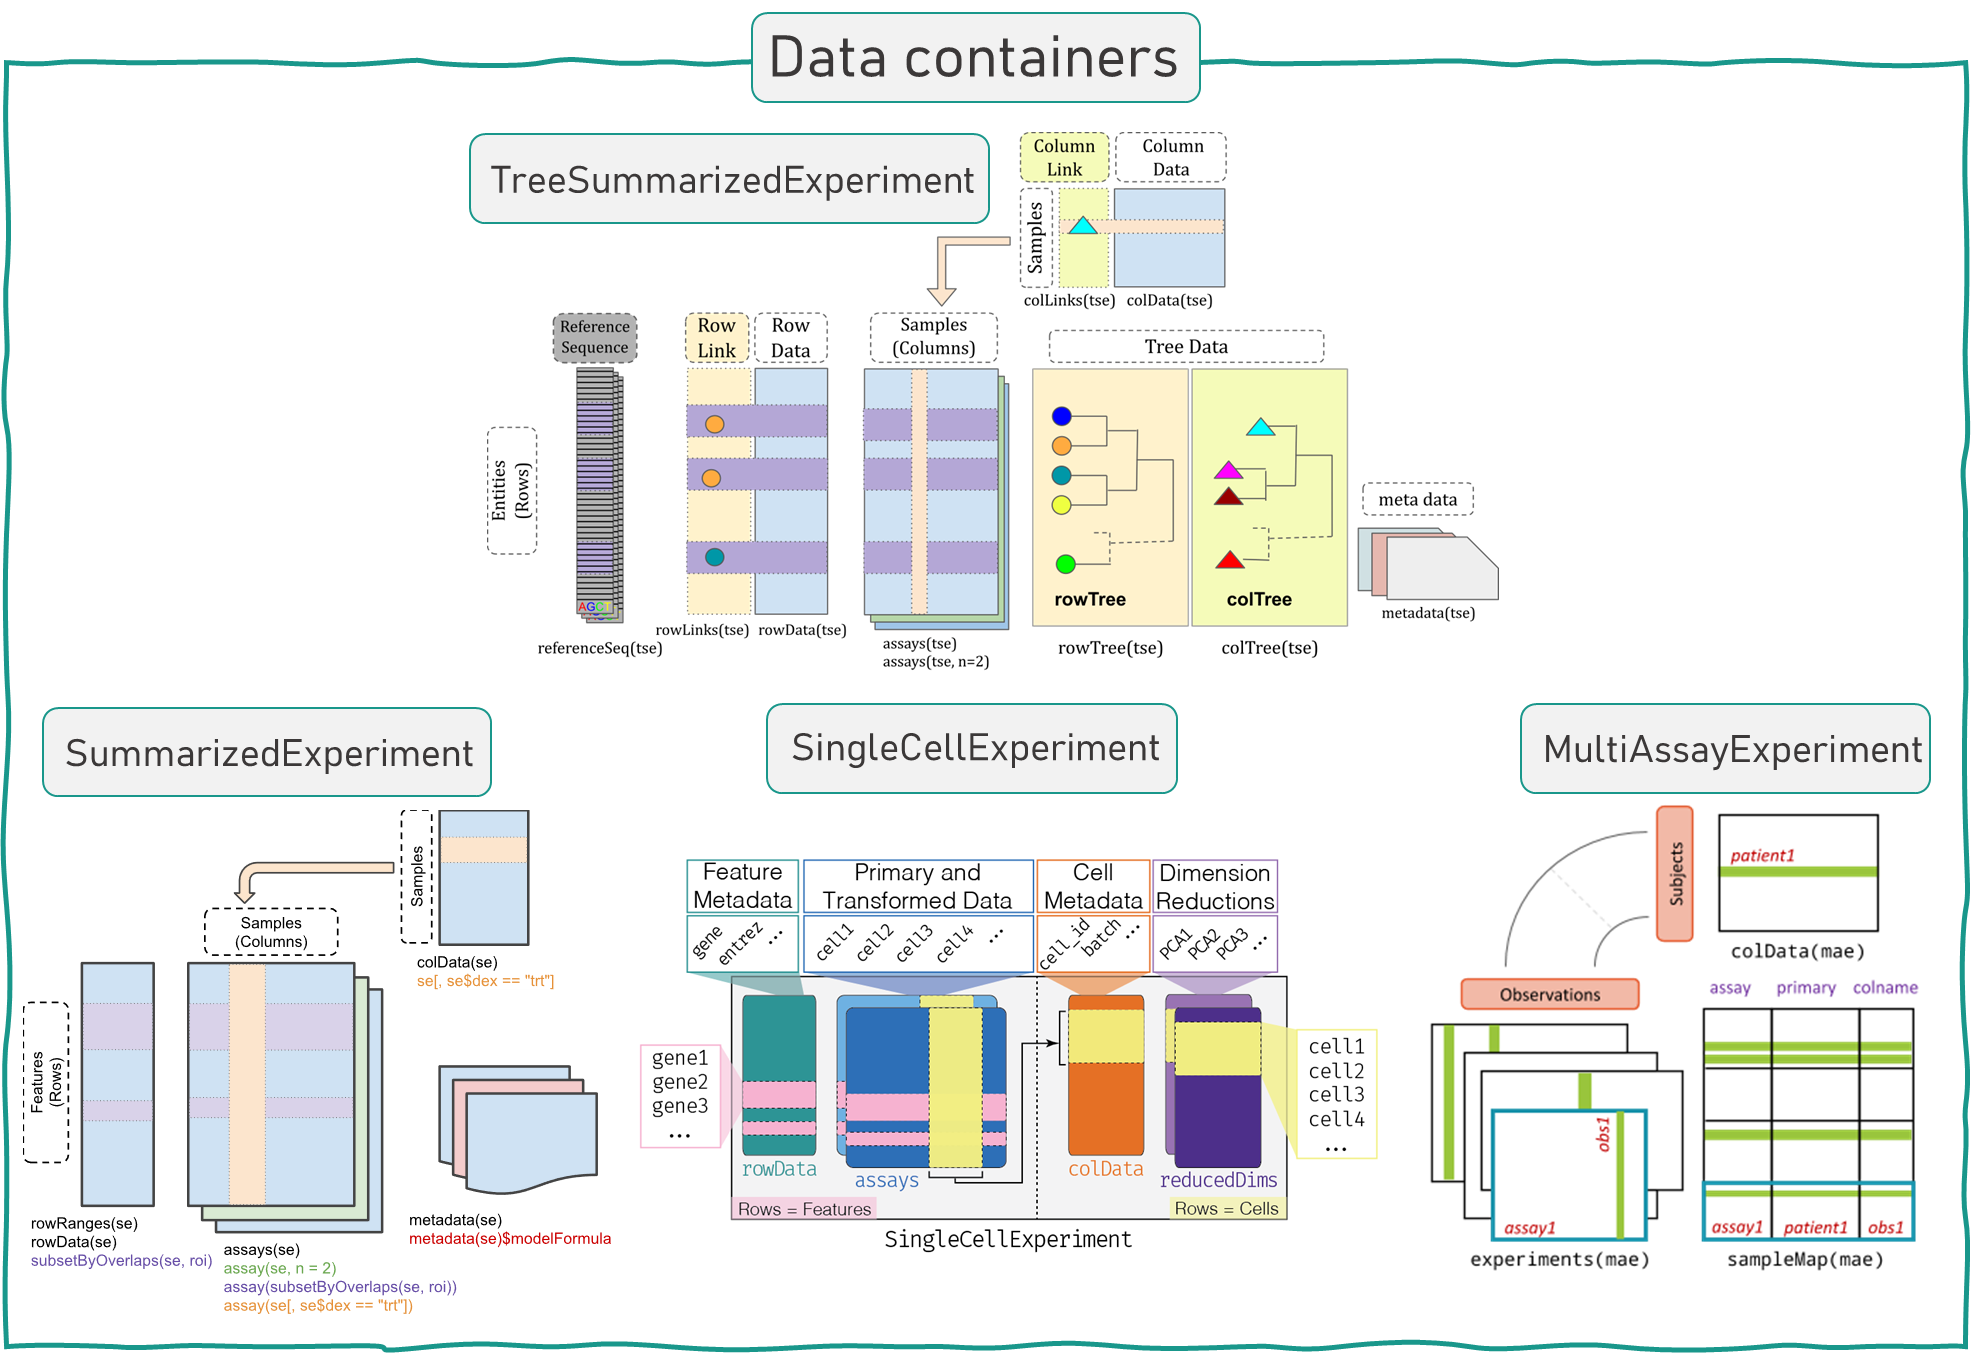 Data containers
TreeSummarizedExperiment
Column
Link
Column
Data
Samples
colLinks(tse)
colData(tse)
Reference
Sequence
Row
Link
Row
Data
Samples
(Columns)
Tree Data
Entities
(Rows)
AGCT
rowTree
colTree
meta data
metadata(tse)
referenceSeq(tse)
rowLinks(tse)
rowData(tse)
assays(tse)
assays(tse, n=2)
rowTree(tse)
colTree(tse)
SummarizedExperiment
Samples
Samples
(Columns)
colData(se)
se[, se$dex == "trt"]
Features
(Rows)
rowRanges(se)
rowData(se)
subsetByOverlaps(se, roi)
assays(se)
assay(se, n = 2)
assay(subsetByOverlaps(se, roi))
assay(se[, se$dex == "trt"])
metadata(se)
metadata(se)$modelFormula
SingleCellExperiment
Feature
Metadata
Primary and
Transformed Data
Cell
Metadata
Dimension
Reductions
gene
entrez
...
cell1
cell2
cell3
cell4
...
cell_id
batch
...
PCA1
PCA2
PCA3
...
gene1
gene2
gene3
...
cell1
cell2
cell3
cell4
...
rowData
assays
colData
reducedDims
Rows = Features
Rows = Cells
SingleCellExperiment
MultiAssayExperiment
Subjects
patient1
colData(mae)
Observations
assay primary colname
obs1
assay1
experiments(mae)
assay1 patient1 obs1
sampleMap(mae)